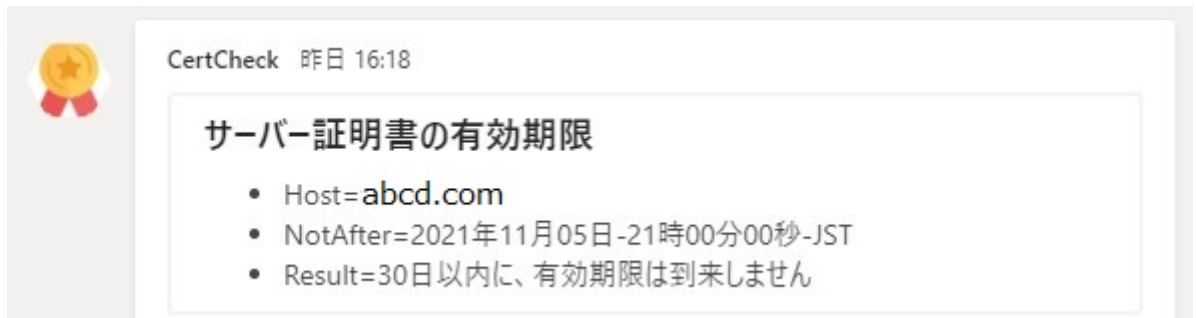 CertCheck 昨日 16:18
サーバー証明書の有効期限
• Host=abcd.com
• NotAfter=2021年11月05日-21時00分00秒-JST
• Result=30日以内に、有効期限は到来しません